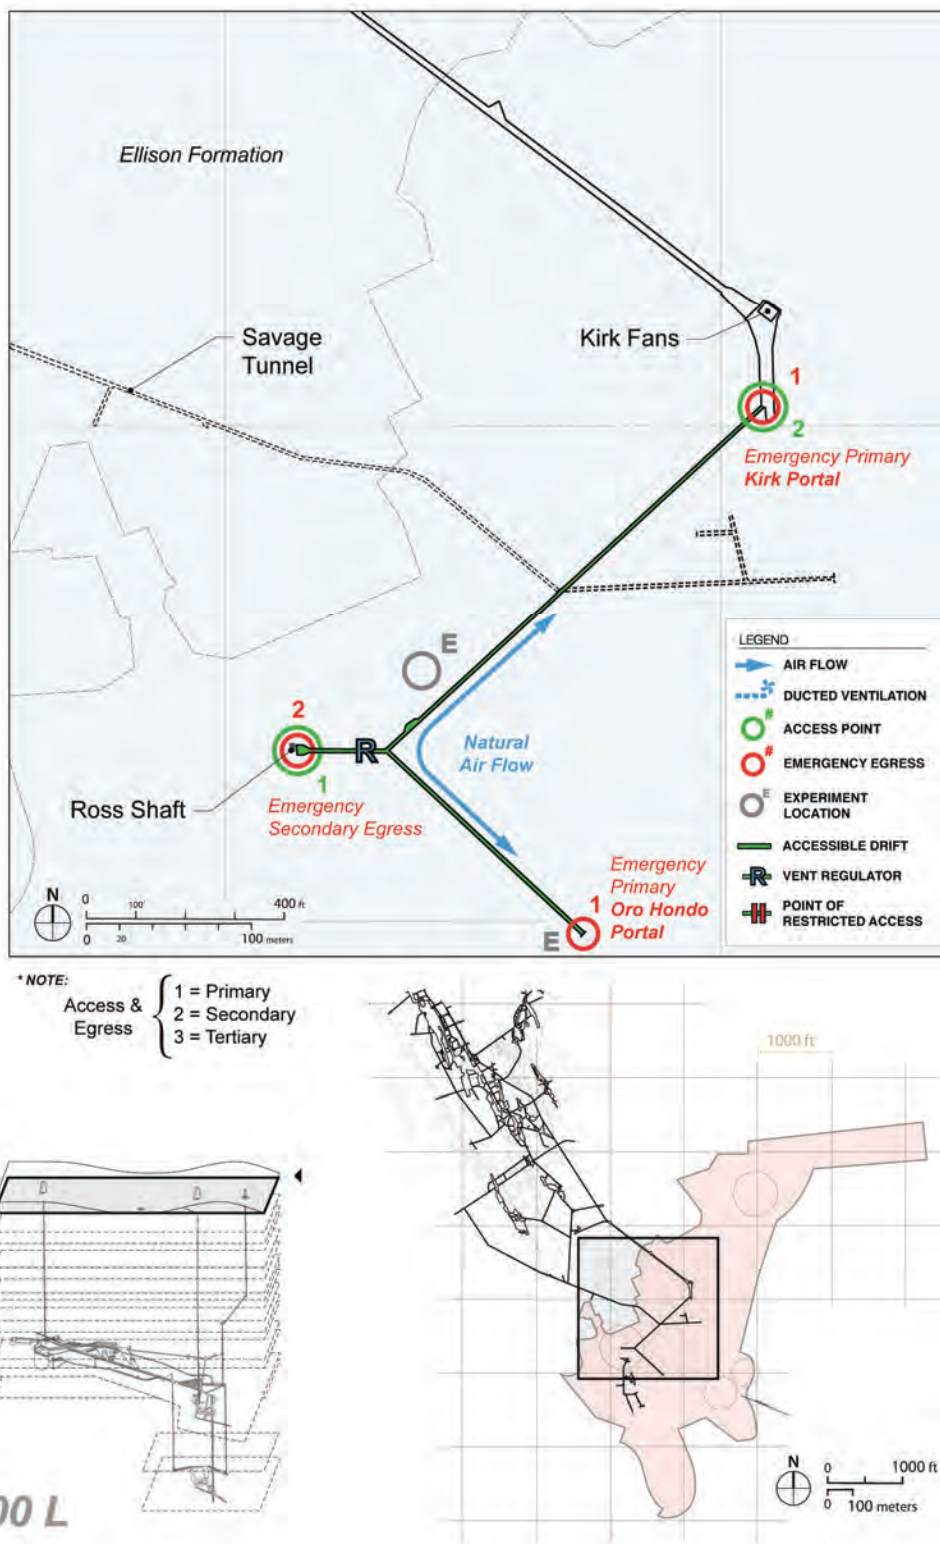 Ellison Formation
Savage
Tunnel
Kirk Fans
1
2
Emergency Primary
Kirk Portal
E
2
R
1
Natural
Air Flow
Ross Shaft
Emergency
Secondary Egress
Emergency
Primary
Oro Hondo
Portal
1
E
N
0 100' 400 ft
0 20 100 meters
LEGEND
AIR FLOW
DUCTED VENTILATION
# ACCESS POINT
# EMERGENCY EGRESS
E EXPERIMENT
LOCATION
ACCESSIBLE DRIFT
R VENT REGULATOR
POINT OF
RESTRICTED ACCESS
* NOTE:
Access &
Egress
1 = Primary
2 = Secondary
3 = Tertiary
1000 ft
00 L
N
0 1000 ft
0 100 meters